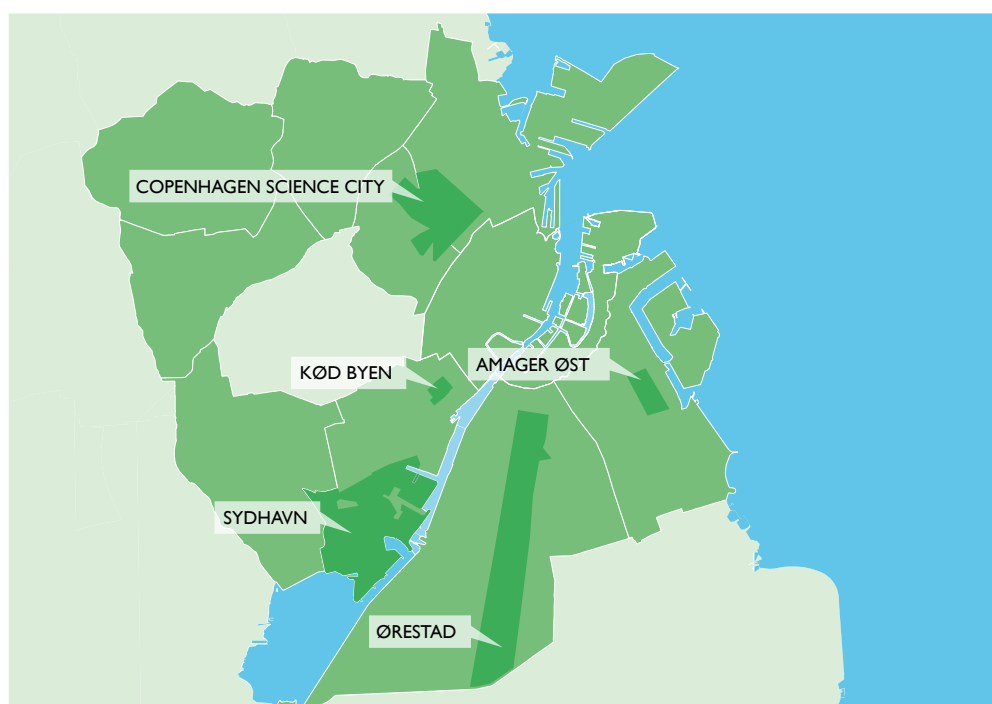 COPENHAGEN SCIENCE CITY
KØD BYEN
AMAGER ØST
SYDHAVN
ØRESTAD